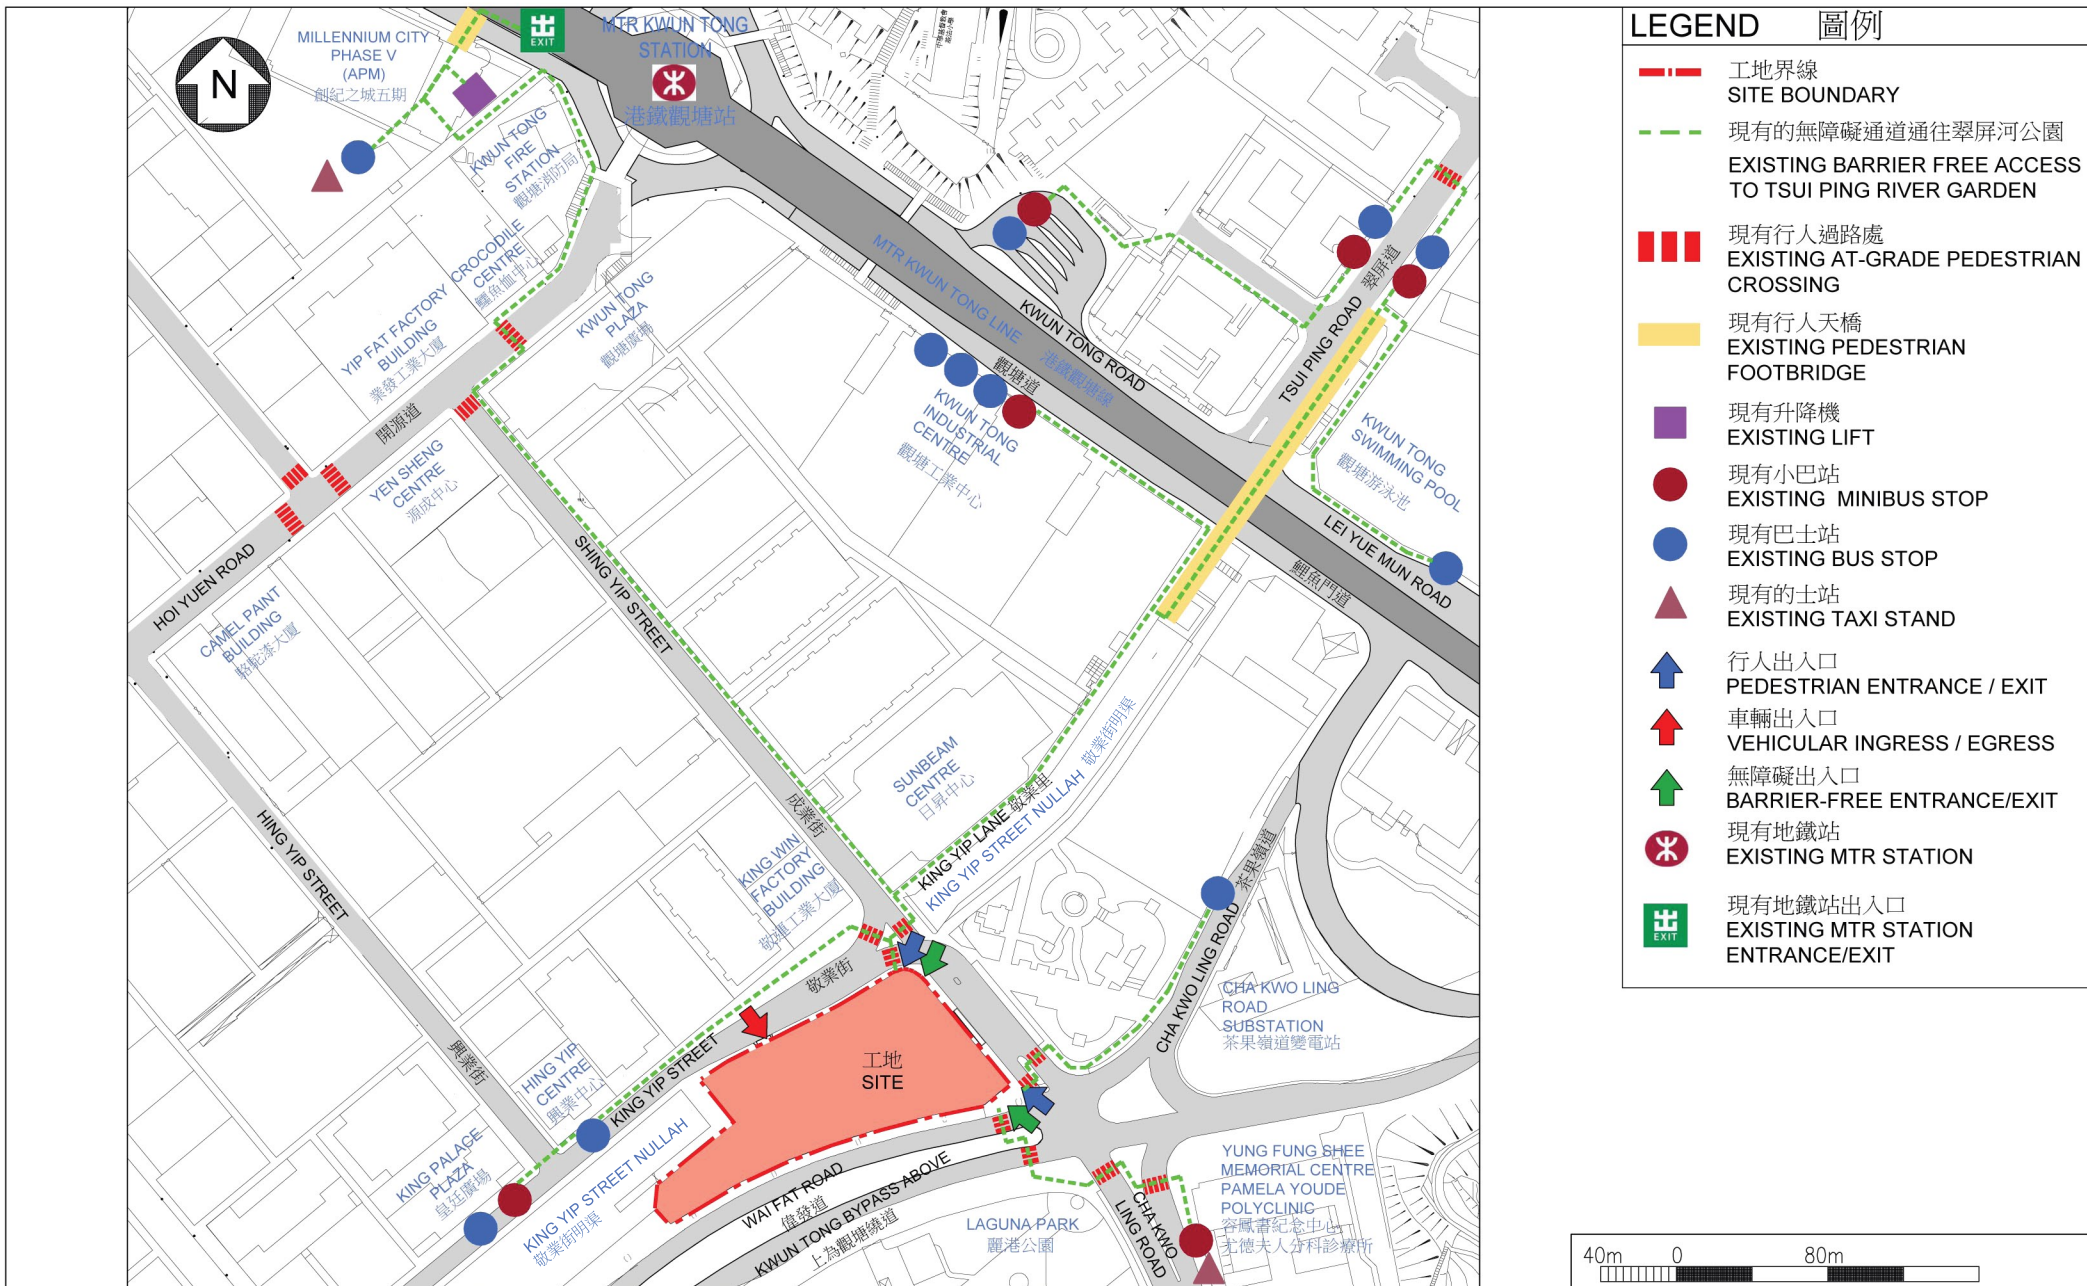 MTR KWUN TONG
STATION
港鐵觀塘站
出
EXIT
MILLENNIUM CITY
PHASE V
(APM)
創紀之城五期
N
KWUN TONG
FIRE
STATION
觀塘消防局
CROCODILE
CENTRE
鱷魚恤中心
YIP FAT FACTORY
BUILDING
業發工業大廈
KWUN TONG
PLAZA
觀塘廣場
MTR KWUN TONG LINE
港鐵觀塘線
KWUN TONG ROAD
觀塘道
TSUI PING ROAD
翠屏道
KWUN TONG
INDUSTRIAL
CENTRE
觀塘工業中心
KWUN TONG
SWIMMING POOL
觀塘游泳池
LEI YUE MUN ROAD
鯉魚門道
開源道
HOI YUEN ROAD
YEN SHENG
CENTRE
源成中心
CAMEL PAINT
BUILDING
駱駝漆大廈
SHING YIP STREET
成業街
HING YIP STREET
興業街
SUNBEAM
CENTRE
日昇中心
KING YIP LANE 敬業里
KING YIP STREET NULLAH 敬業街明渠
KING WIN
FACTORY
BUILDING
敬運工業大廈
敬業街
KING YIP STREET
CHA KWO LING ROAD 茶果嶺道
CHA KWO LING
ROAD
SUBSTATION
茶果嶺道變電站
工地
SITE
HING YIP
CENTRE
興業中心
KING PALACE
PLAZA
皇廷廣場
KING YIP STREET NULLAH
敬業街明渠
WAI FAT ROAD
偉發道
KWUN TONG BYPASS ABOVE
上為觀塘繞道
LAGUNA PARK
麗港公園
CHA KWO
LING ROAD
YUNG FUNG SHEE
MEMORIAL CENTRE
PAMELA YOUDE
POLYCLINIC
容鳳書紀念中心
尤德夫人分科診療所
LEGEND 圖例
工地界線
SITE BOUNDARY
現有的無障礙通道通往翠屏河公園
EXISTING BARRIER FREE ACCESS
TO TSUI PING RIVER GARDEN
現有行人過路處
EXISTING AT-GRADE PEDESTRIAN
CROSSING
現有行人天橋
EXISTING PEDESTRIAN
FOOTBRIDGE
現有升降機
EXISTING LIFT
現有小巴站
EXISTING MINIBUS STOP
現有巴士站
EXISTING BUS STOP
現有的士站
EXISTING TAXI STAND
行人出入口
PEDESTRIAN ENTRANCE / EXIT
車輛出入口
VEHICULAR INGRESS / EGRESS
無障礙出入口
BARRIER-FREE ENTRANCE/EXIT
現有地鐵站
EXISTING MTR STATION
出
EXIT
現有地鐵站出入口
EXISTING MTR STATION
ENTRANCE/EXIT
40m 0 80m